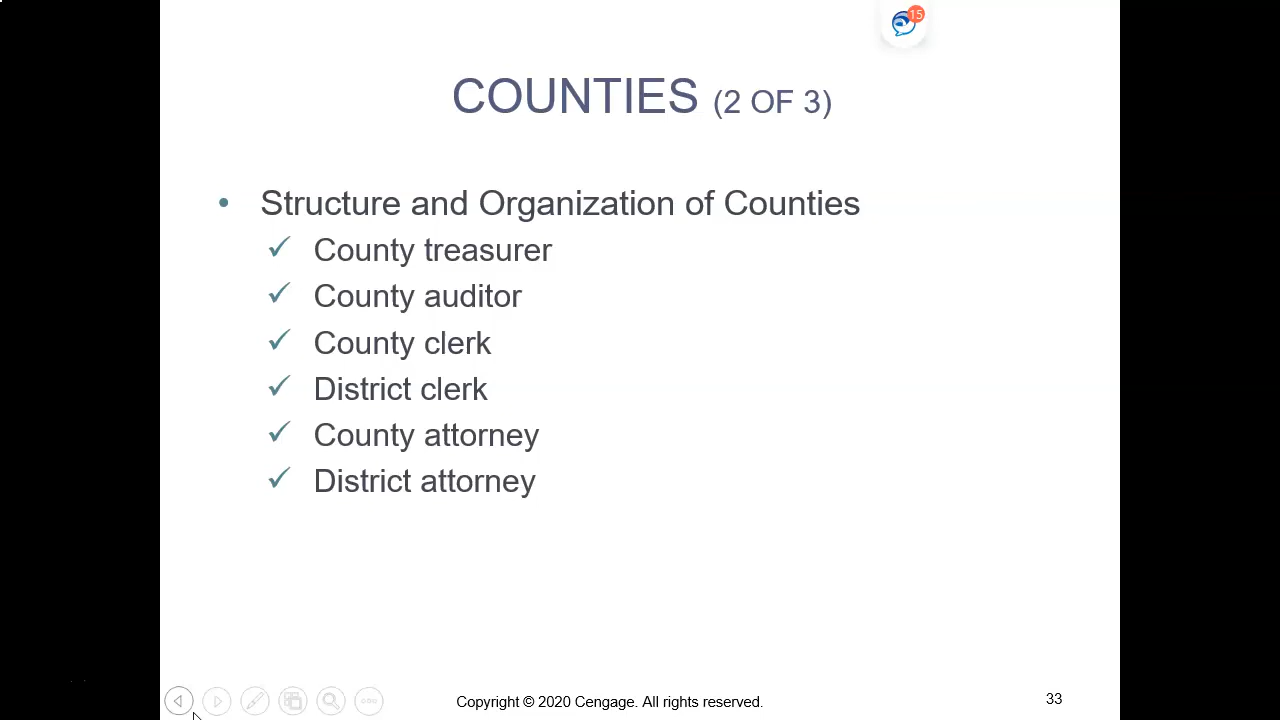 15
COUNTIES (2 OF 3)
• Structure and Organization of Counties
✓ County treasurer
✓ County auditor
✓ County clerk
✓ District clerk
✓ County attorney
✓ District attorney
Copyright © 2020 Cengage. All rights reserved.
33